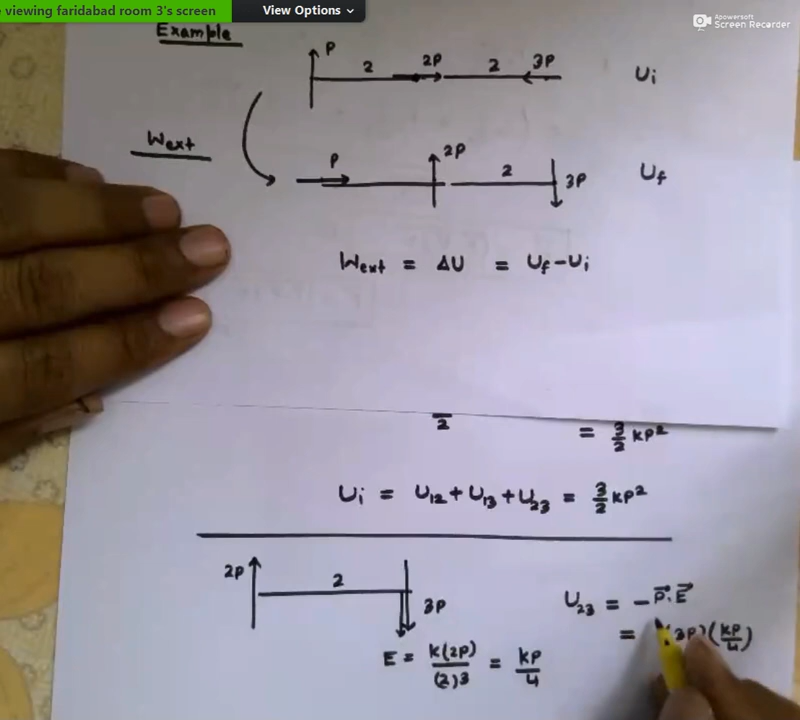 viewing faridabad room 3's screen View Options
Apowersoft
Screen Recorder
Example
P 2 2P 2 3P Ui
Wext
P 2P 2 3P Uf
Wext = ΔU = Uf-Ui
2 = 3/2 KP²
Ui = U12 + U13 + U23 = 3/2 KP²
2P 2 3P
U23 = -P⃗.E⃗
= (3P)(KP/4)
E = K(2P)/(2)3 = KP/4